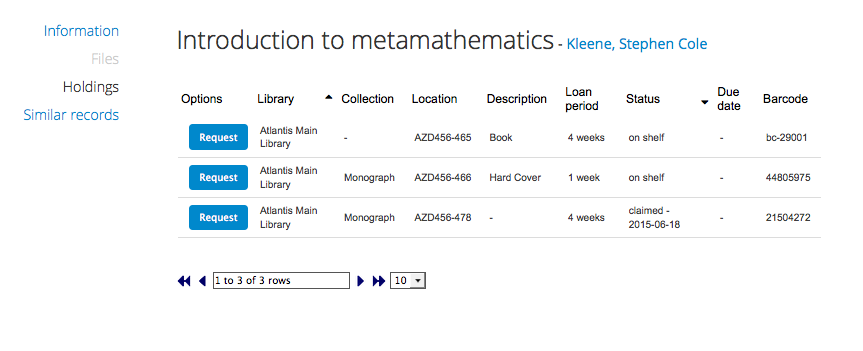 Information
Files
Holdings
Similar records
Introduction to metamathematics - Kleene, Stephen Cole
Options Library Collection Location Description Loan period Status Due date Barcode
Request Atlantis Main Library - AZD456-465 Book 4 weeks on shelf - bc-29001
Request Atlantis Main Library Monograph AZD456-466 Hard Cover 1 week on shelf - 44805975
Request Atlantis Main Library Monograph AZD456-478 - 4 weeks claimed - 2015-06-18 - 21504272
1 to 3 of 3 rows 10